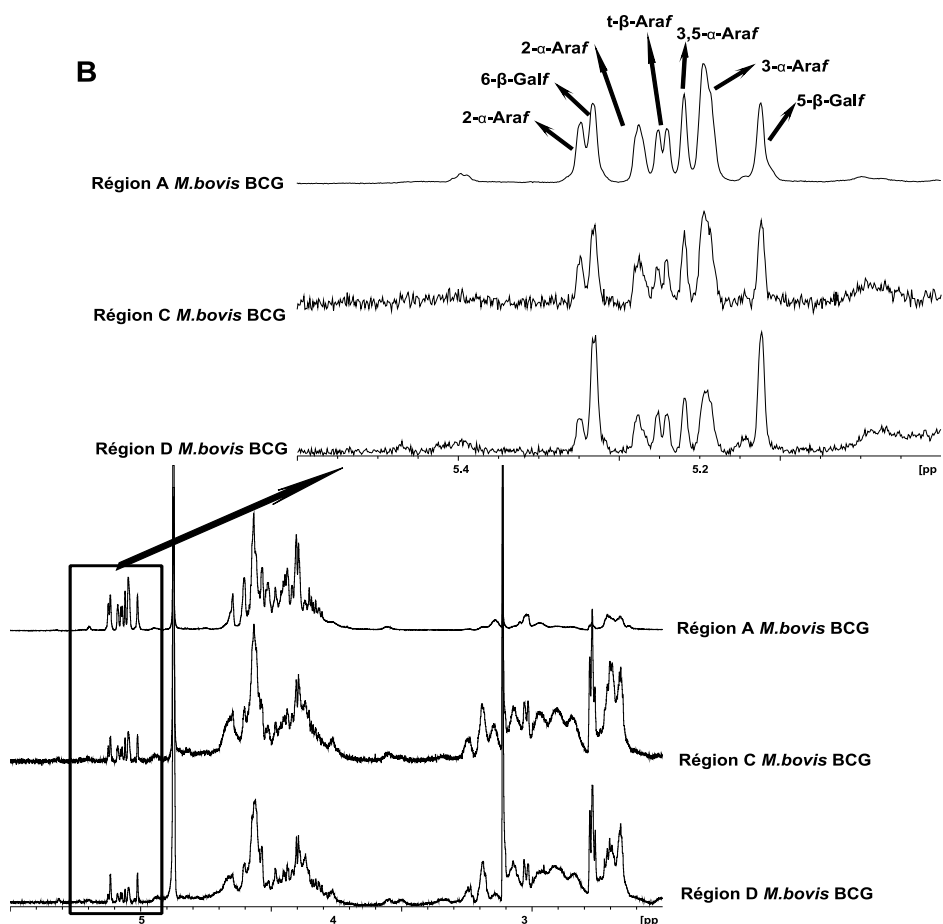 B
t-β-Araf
2-α-Araf
3,5-α-Araf
6-β-Galf
3-α-Araf
2-α-Araf
5-β-Galf
Région A M.bovis BCG
Région C M.bovis BCG
Région D M.bovis BCG
5.4 5.2 [pp
Région A M.bovis BCG
Région C M.bovis BCG
Région D M.bovis BCG
5 4 3 [pp